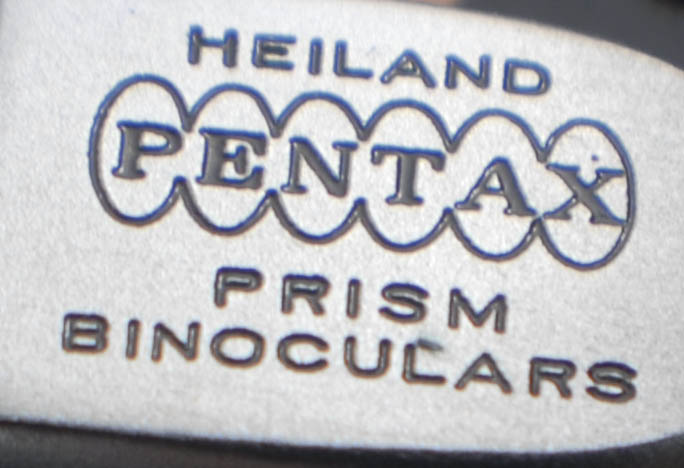 HEILAND
PENTAX
PRISM
BINOCULARS